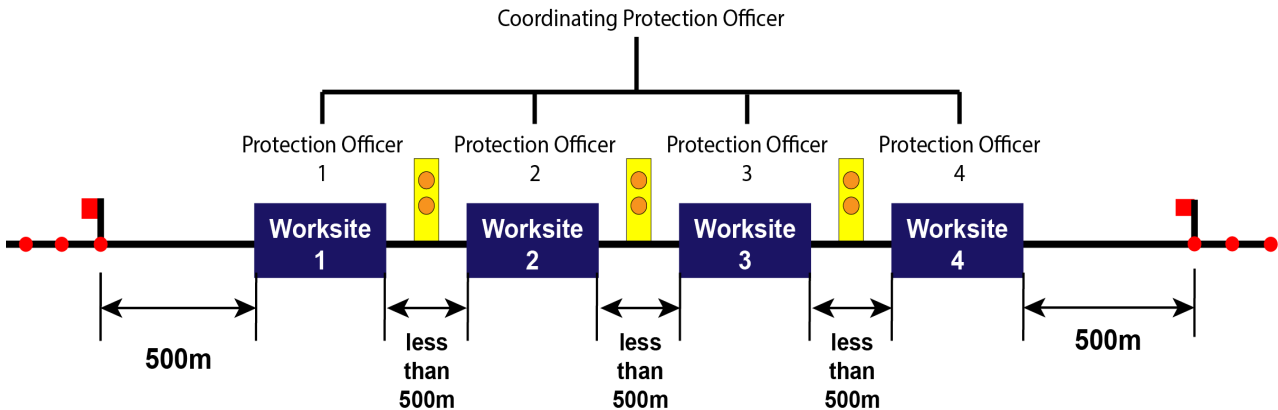 Coordinating Protection Officer
Protection Officer
1
Protection Officer
2
Protection Officer
3
Protection Officer
4
Worksite
1
Worksite
2
Worksite
3
Worksite
4
500m
less
than
500m
less
than
500m
less
than
500m
500m